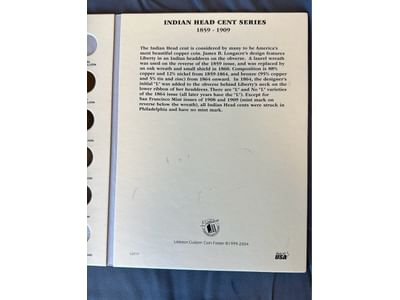 INDIAN HEAD CENT SERIES
1859 - 1909
The Indian Head cent is considered by many to be America's
most beautiful copper coin. James B. Longacre's design features
Liberty in an Indian headdress on the obverse. A laurel wreath
was used on the reverse of the 1859 issue, and was replaced by
an oak wreath and small shield in 1860. Composition is 88%
copper and 12% nickel from 1859-1864, and bronze (95% copper
and 5% tin and zinc) from 1864 onward. In 1864, the designer's
initial "L" was added to the obverse behind Liberty's neck on the
lower ribbon of her headdress. There are "L" and No "L" varieties
of the 1864 issue (all later years have the "L"). Except for
San Francisco Mint issues of 1908 and 1909 (mint mark on
reverse below the wreath), all Indian Head cents were struck in
Philadelphia and have no mint mark.
Littleton Custom Coin Folder ©1999-2004
USA